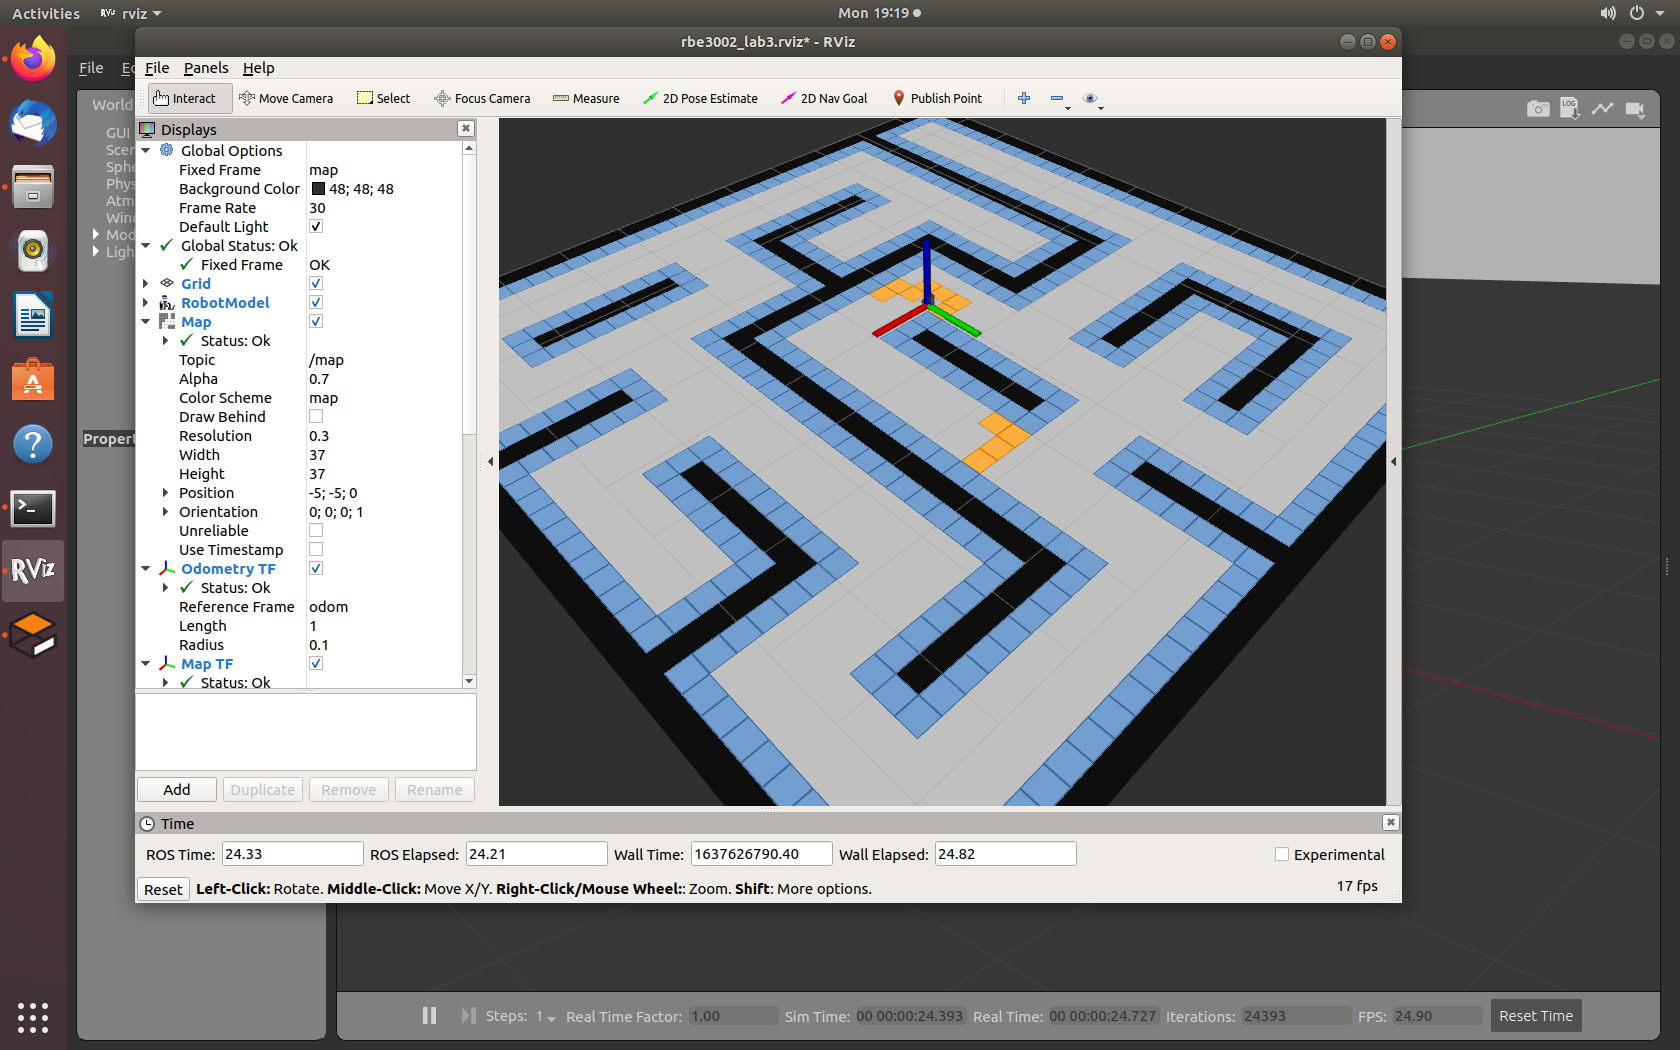 Activities
rviz
Mon 19:19
rbe3002_lab3.rviz* - RViz
File
World
GUI
Mod
Properti
File Panels Help
Interact
Move Camera
Select
Focus Camera
Measure
2D Pose Estimate
2D Nav Goal
Publish Point
LOG
Displays
Global Options
Fixed Frame map
Background Color 48; 48; 48
Frame Rate 30
Default Light
Global Status: Ok
Fixed Frame OK
Grid
RobotModel
Map
Status: Ok
Topic /map
Alpha 0.7
Color Scheme map
Draw Behind
Resolution 0.3
Width 37
Height 37
Position -5; -5; 0
Orientation 0; 0; 0; 1
Unreliable
Use Timestamp
Odometry TF
Status: Ok
Reference Frame odom
Length 1
Radius 0.1
Map TF
Status: Ok
Add
Duplicate
Remove
Rename
RViz
Time
ROS Time: 24.33
ROS Elapsed: 24.21
Wall Time: 1637626790.40
Wall Elapsed: 24.82
Experimental
Reset
Left-Click: Rotate. Middle-Click: Move X/Y. Right-Click/Mouse Wheel:: Zoom. Shift: More options.
17 fps
Steps: 1
Real Time Factor: 1.00
Sim Time: 00 00:00:24.393
Real Time: 00 00:00:24.727
Iterations: 24393
FPS: 24.90
Reset Time